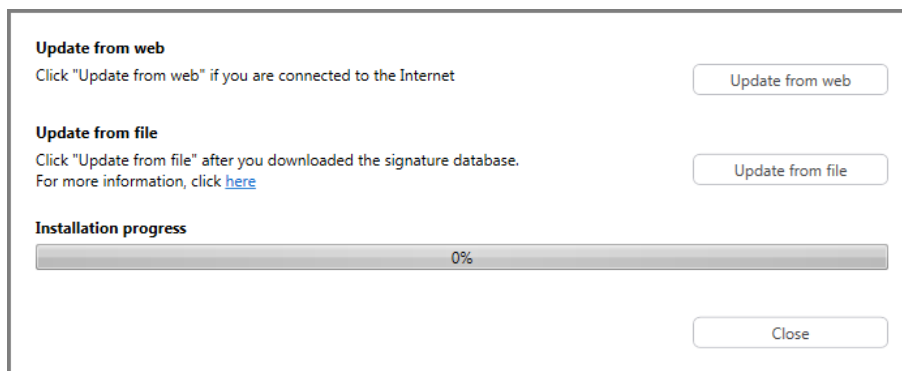 Update from web
Click "Update from web" if you are connected to the Internet
Update from web
Update from file
Click "Update from file" after you downloaded the signature database.
For more information, click here
Update from file
Installation progress
0%
Close